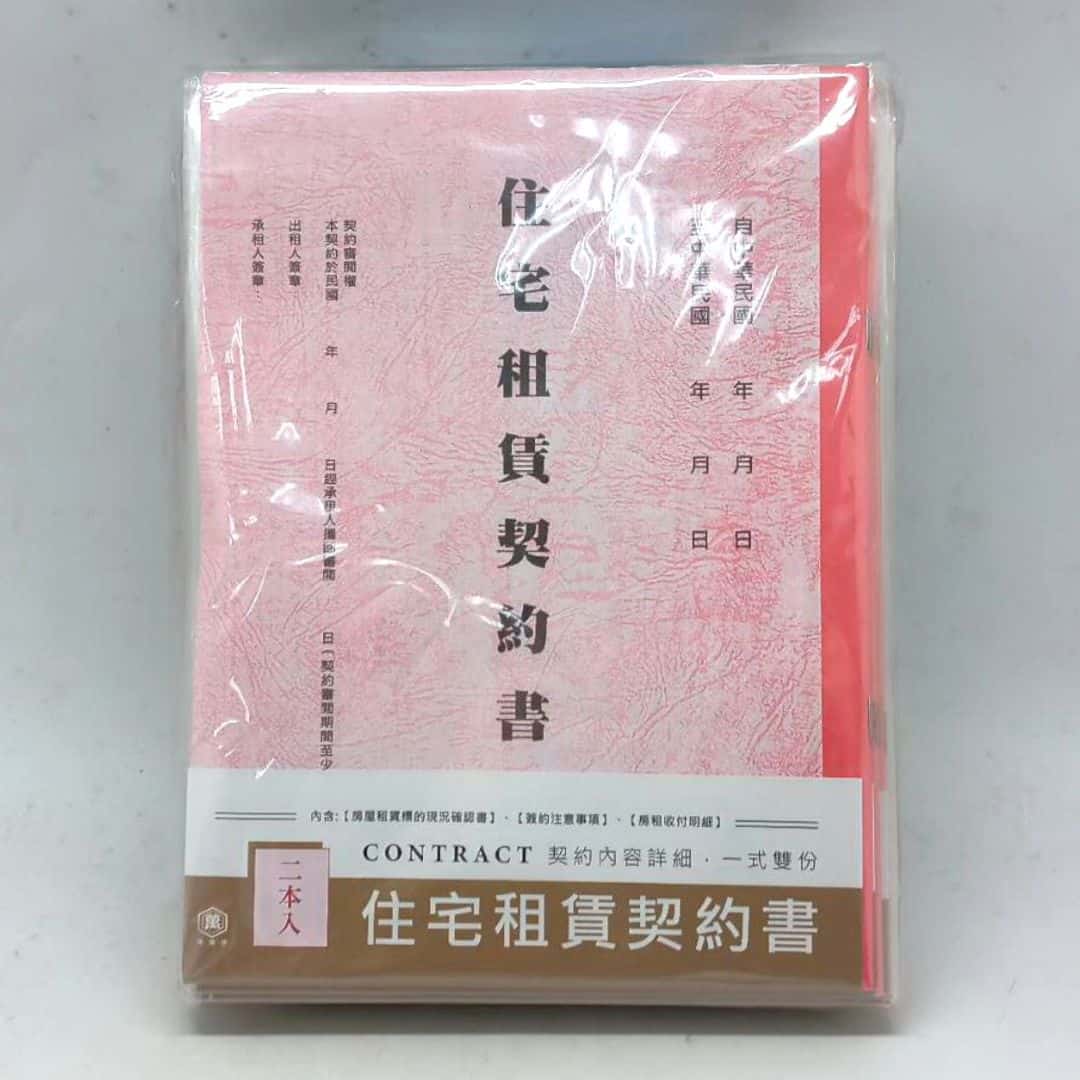 自中華民國 年 月 日
至中華民國 年 月 日
住宅租賃契約書
契約審閱權
本契約於民國 年 月 日經承租人攜回審閱 日(契約審閱期間至少
出租人簽章
承租人簽章:
內含:【房屋租賃標的現況確認書】、【簽約注意事項】、【房租收付明細】
CONTRACT 契約內容詳細.一式雙份
二本入
住宅租賃契約書
萬